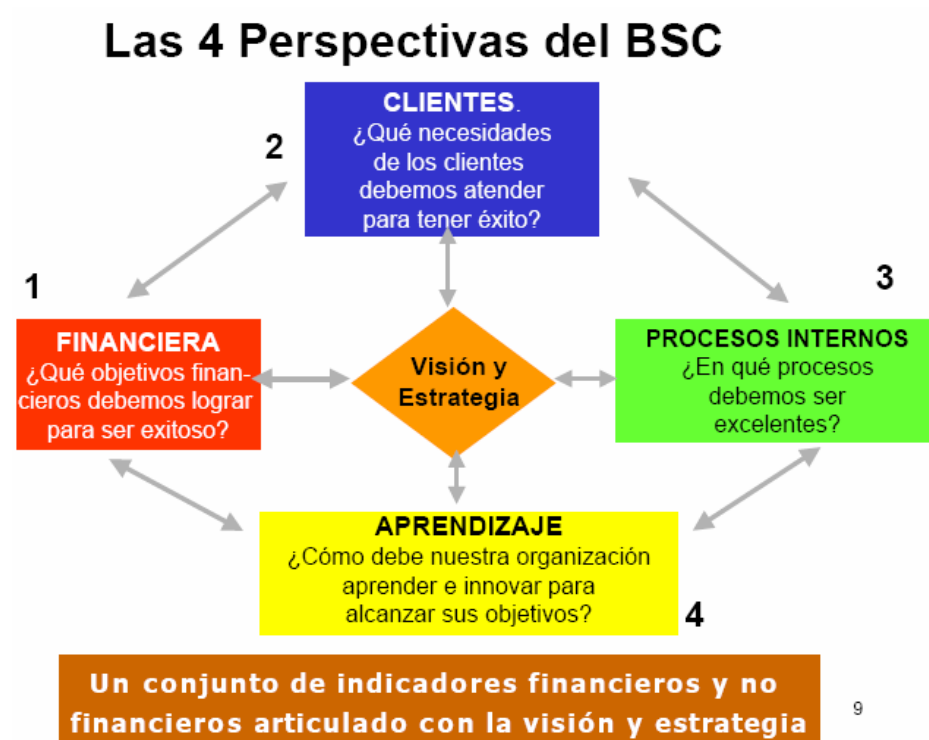 Las 4 Perspectivas del BSC
CLIENTES.
¿Qué necesidades
de los clientes
debemos atender
para tener éxito?
2
1
FINANCIERA
¿Qué objetivos finan-
cieros debemos lograr
para ser exitoso?
Visión y
Estrategia
3
PROCESOS INTERNOS
¿En qué procesos
debemos ser
excelentes?
APRENDIZAJE
¿Cómo debe nuestra organización
aprender e innovar para
alcanzar sus objetivos?
4
Un conjunto de indicadores financieros y no
financieros articulado con la visión y estrategia
9